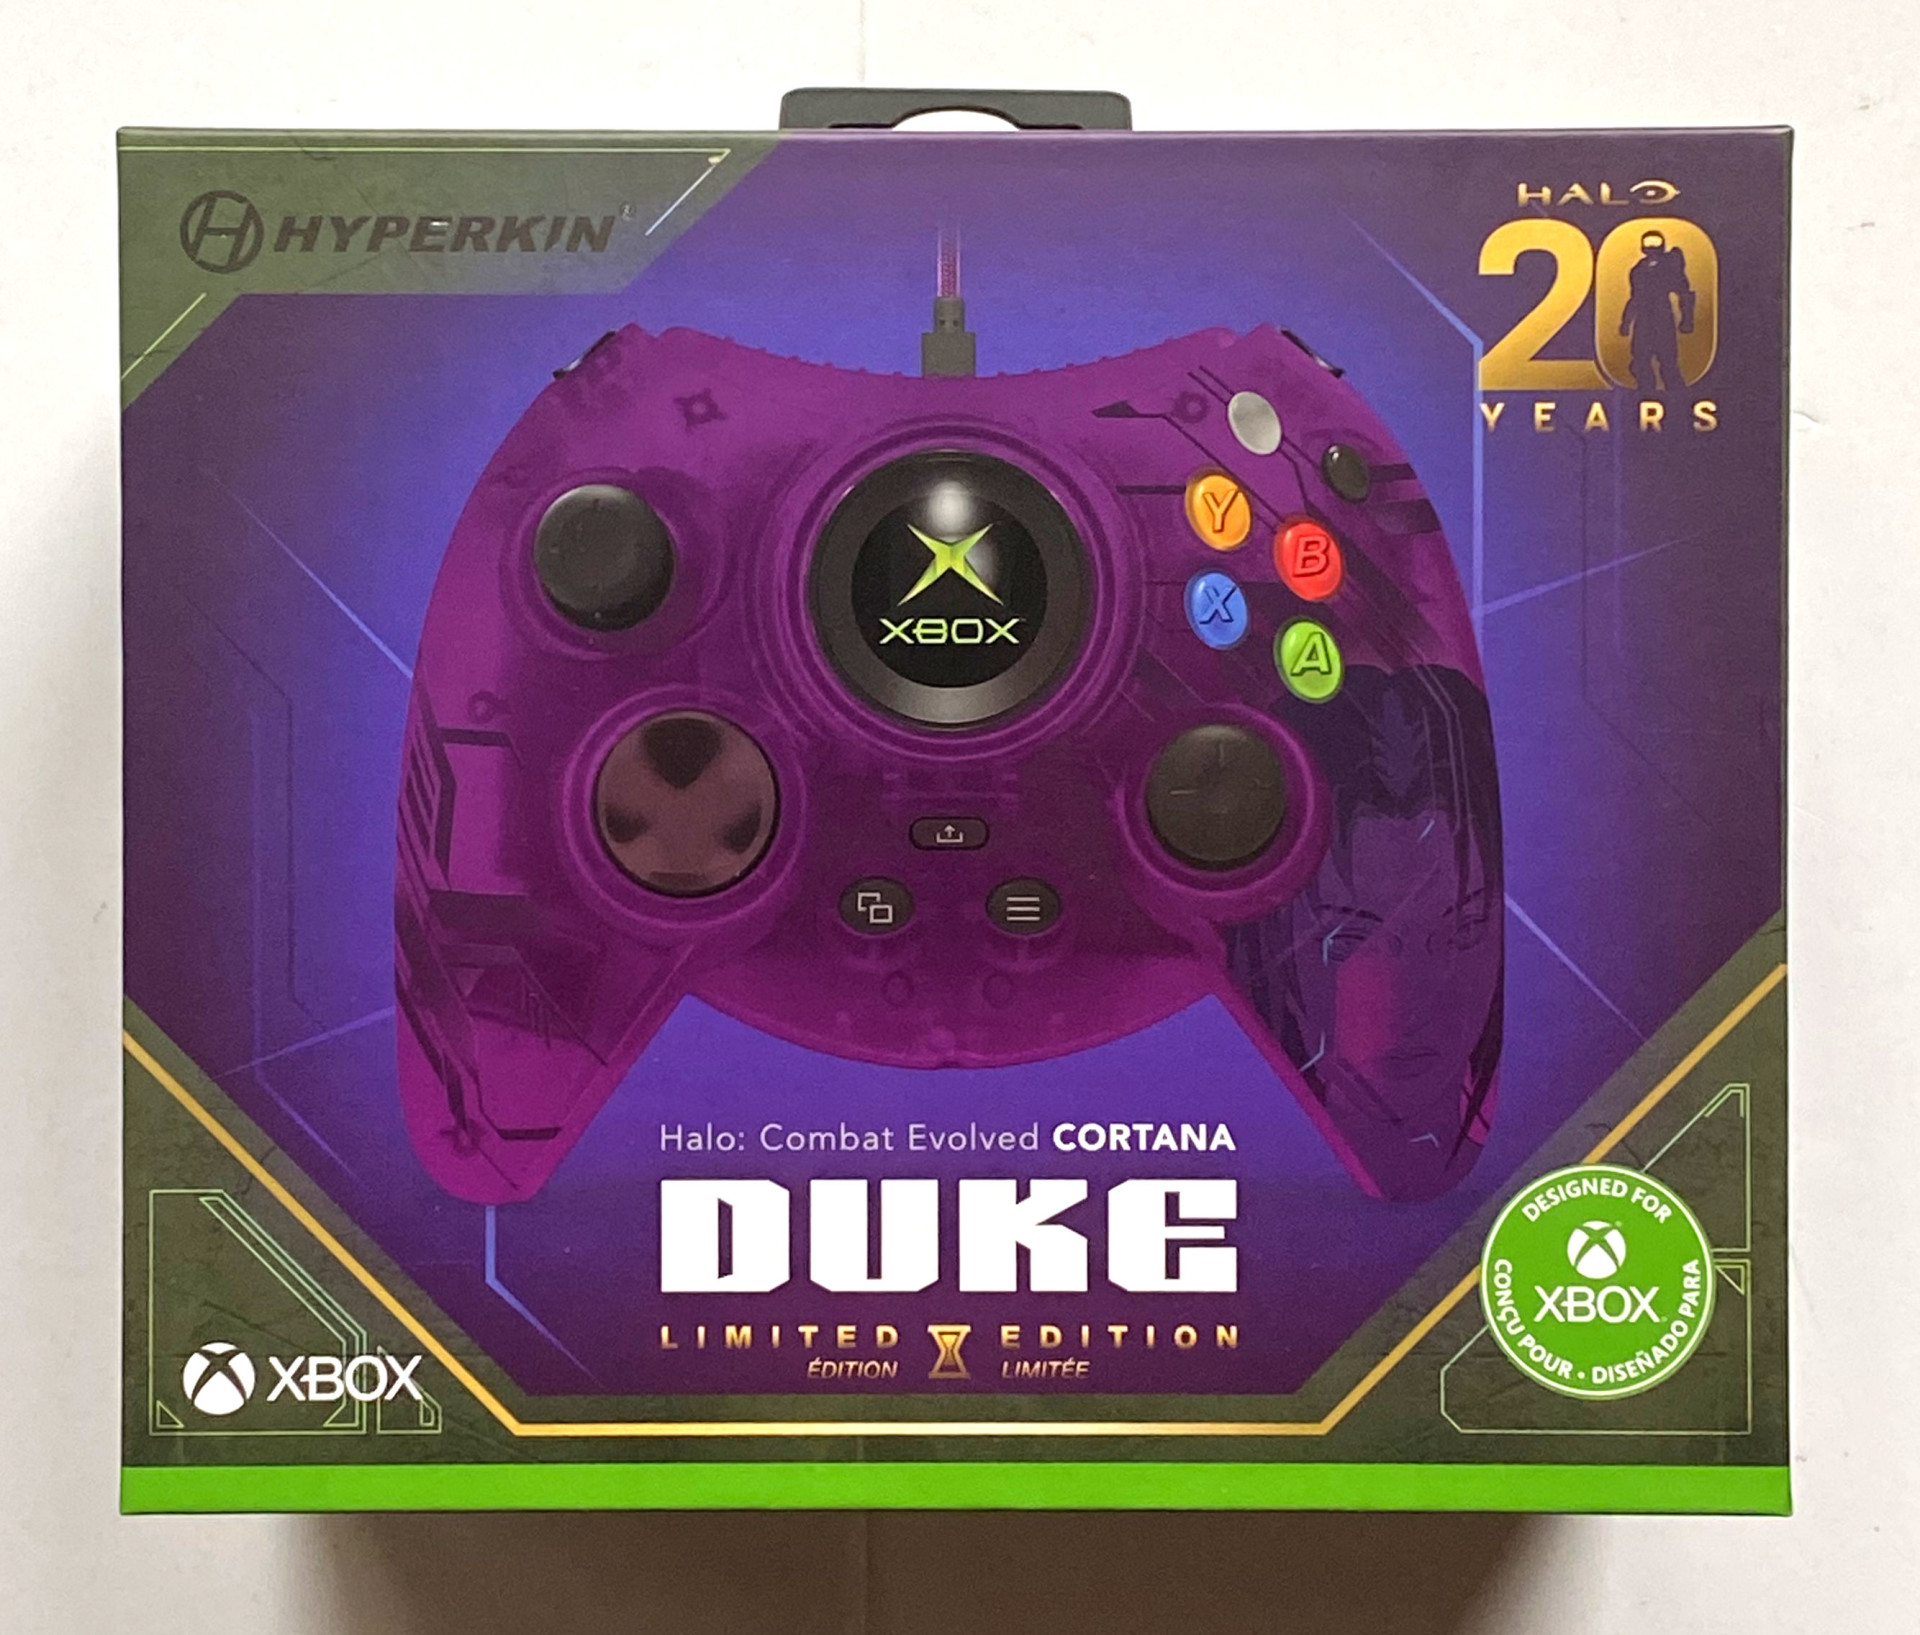 HYPERKIN®
HALO
20
YEARS
XBOX
Y
B
X
A
Halo: Combat Evolved CORTANA
DUKE
LIMITED EDITION
ÉDITION LIMITÉE
XBOX
DESIGNED FOR
XBOX
CONÇU POUR • DISEÑADO PARA